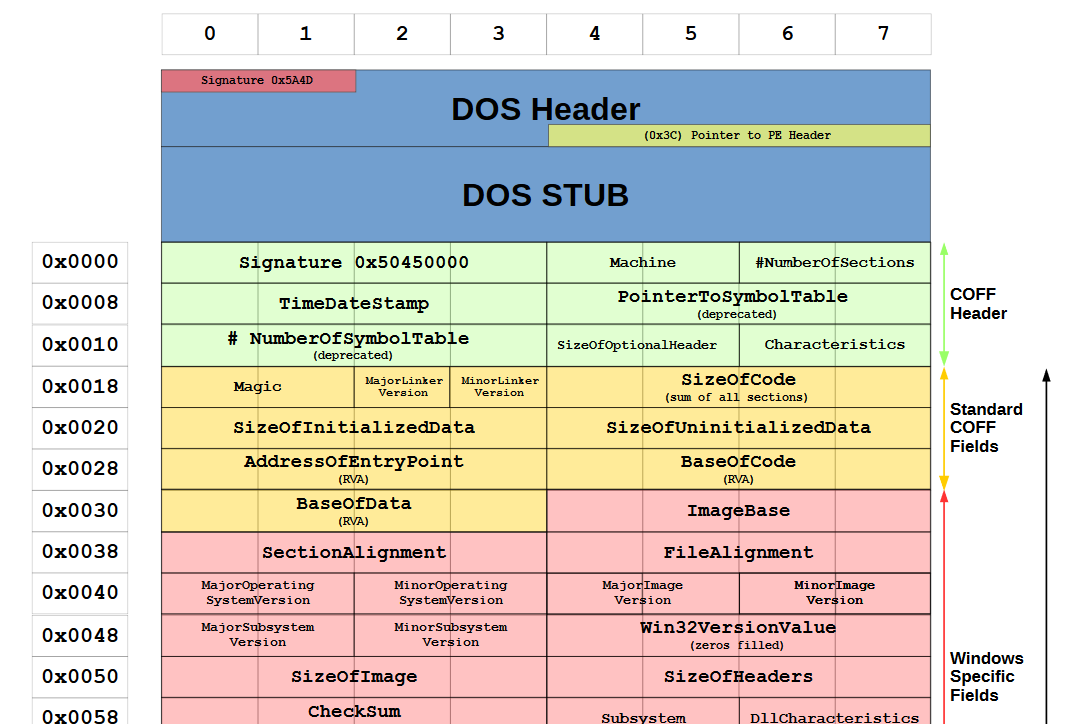 0 1 2 3 4 5 6 7
Signature 0x5A4D
DOS Header
(0x3C) Pointer to PE Header
DOS STUB
0x0000 Signature 0x50450000 Machine #NumberOfSections
0x0008 TimeDateStamp PointerToSymbolTable
(deprecated)
0x0010 # NumberOfSymbolTable
(deprecated)
SizeOfOptionalHeader Characteristics
COFF
Header
0x0018 Magic MajorLinker
Version
MinorLinker
Version
SizeOfCode
(sum of all sections)
0x0020 SizeOfInitializedData SizeOfUninitializedData
0x0028 AddressOfEntryPoint
(RVA)
BaseOfCode
(RVA)
Standard
COFF
Fields
0x0030 BaseOfData
(RVA)
ImageBase
0x0038 SectionAlignment FileAlignment
0x0040 MajorOperating
SystemVersion
MinorOperating
SystemVersion
MajorImage
Version
MinorImage
Version
0x0048 MajorSubsystem
Version
MinorSubsystem
Version
Win32VersionValue
(zeros filled)
0x0050 SizeOfImage SizeOfHeaders
Windows
Specific
Fields
0x0058 CheckSum Subsystem DllCharacteristics